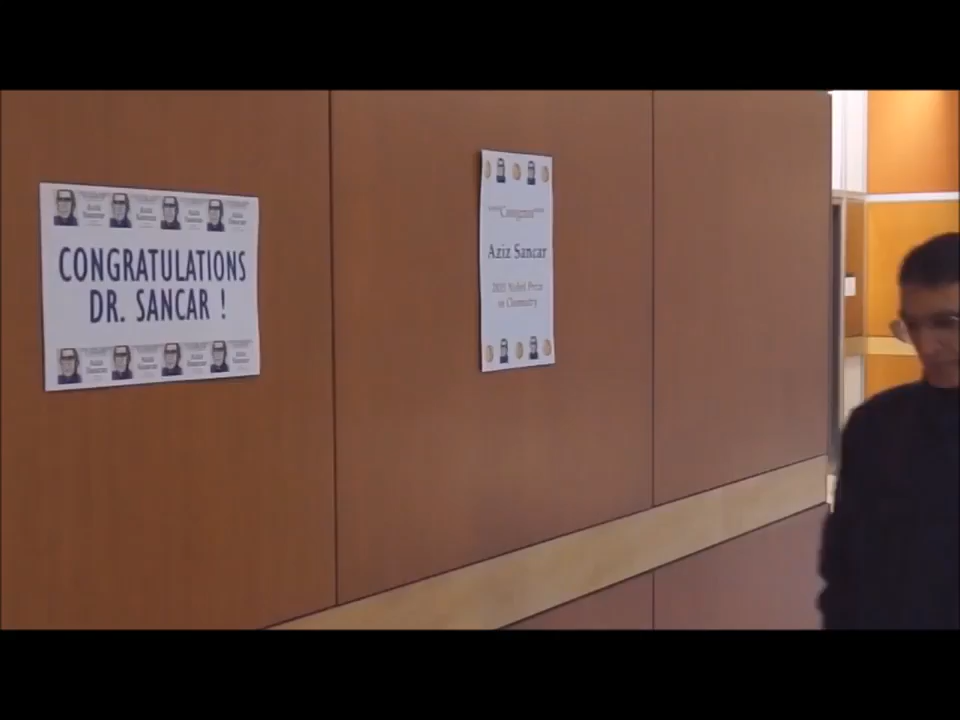 CONGRATULATIONS
DR. SANCAR !
Aziz Sancar
2015 Nobel Prize
in Chemistry